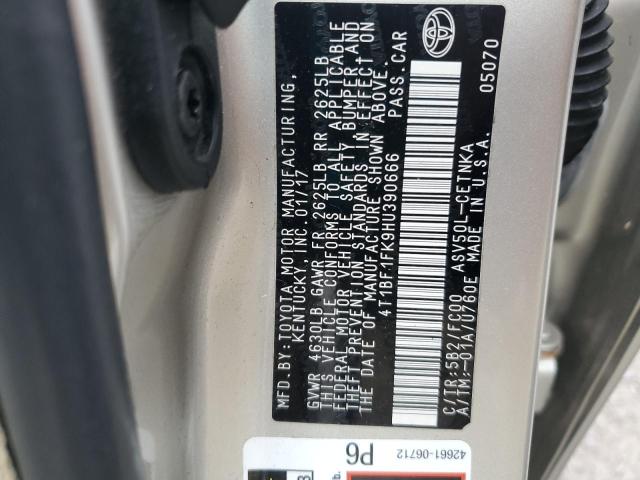 MFD.BY:TOYOTA MOTOR MANUFACTURING,
KENTUCKY, INC. 01/17
GVWR 4630LB GAWR FR 2625LB RR 2625LB
THIS VEHICLE CONFORMS TO ALL APPLICABLE
FEDERAL MOTOR VEHICLE SAFETY, BUMPER AND
THEFT PREVENTION STANDARDS IN EFFECT ON
THE DATE OF MANUFACTURE SHOWN ABOVE.
4T1BF1FK9HU390666 PASS.CAR
C/TR:5B2/FC00 ASV50L-CETNKA
A/TM:-01A/U760E MADE IN U.S.A.
05070
P6
42661-06712